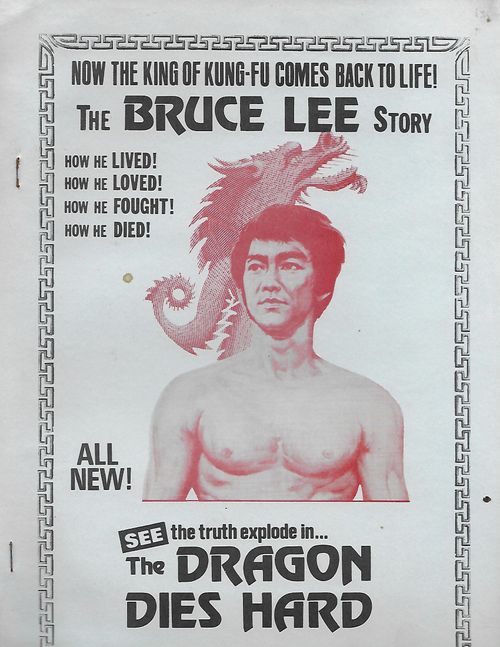 NOW THE KING OF KUNG-FU COMES BACK TO LIFE!
THE BRUCE LEE STORY
HOW HE LIVED!
HOW HE LOVED!
HOW HE FOUGHT!
HOW HE DIED!
ALL
NEW!
SEE the truth explode in...
The DRAGON
DIES HARD